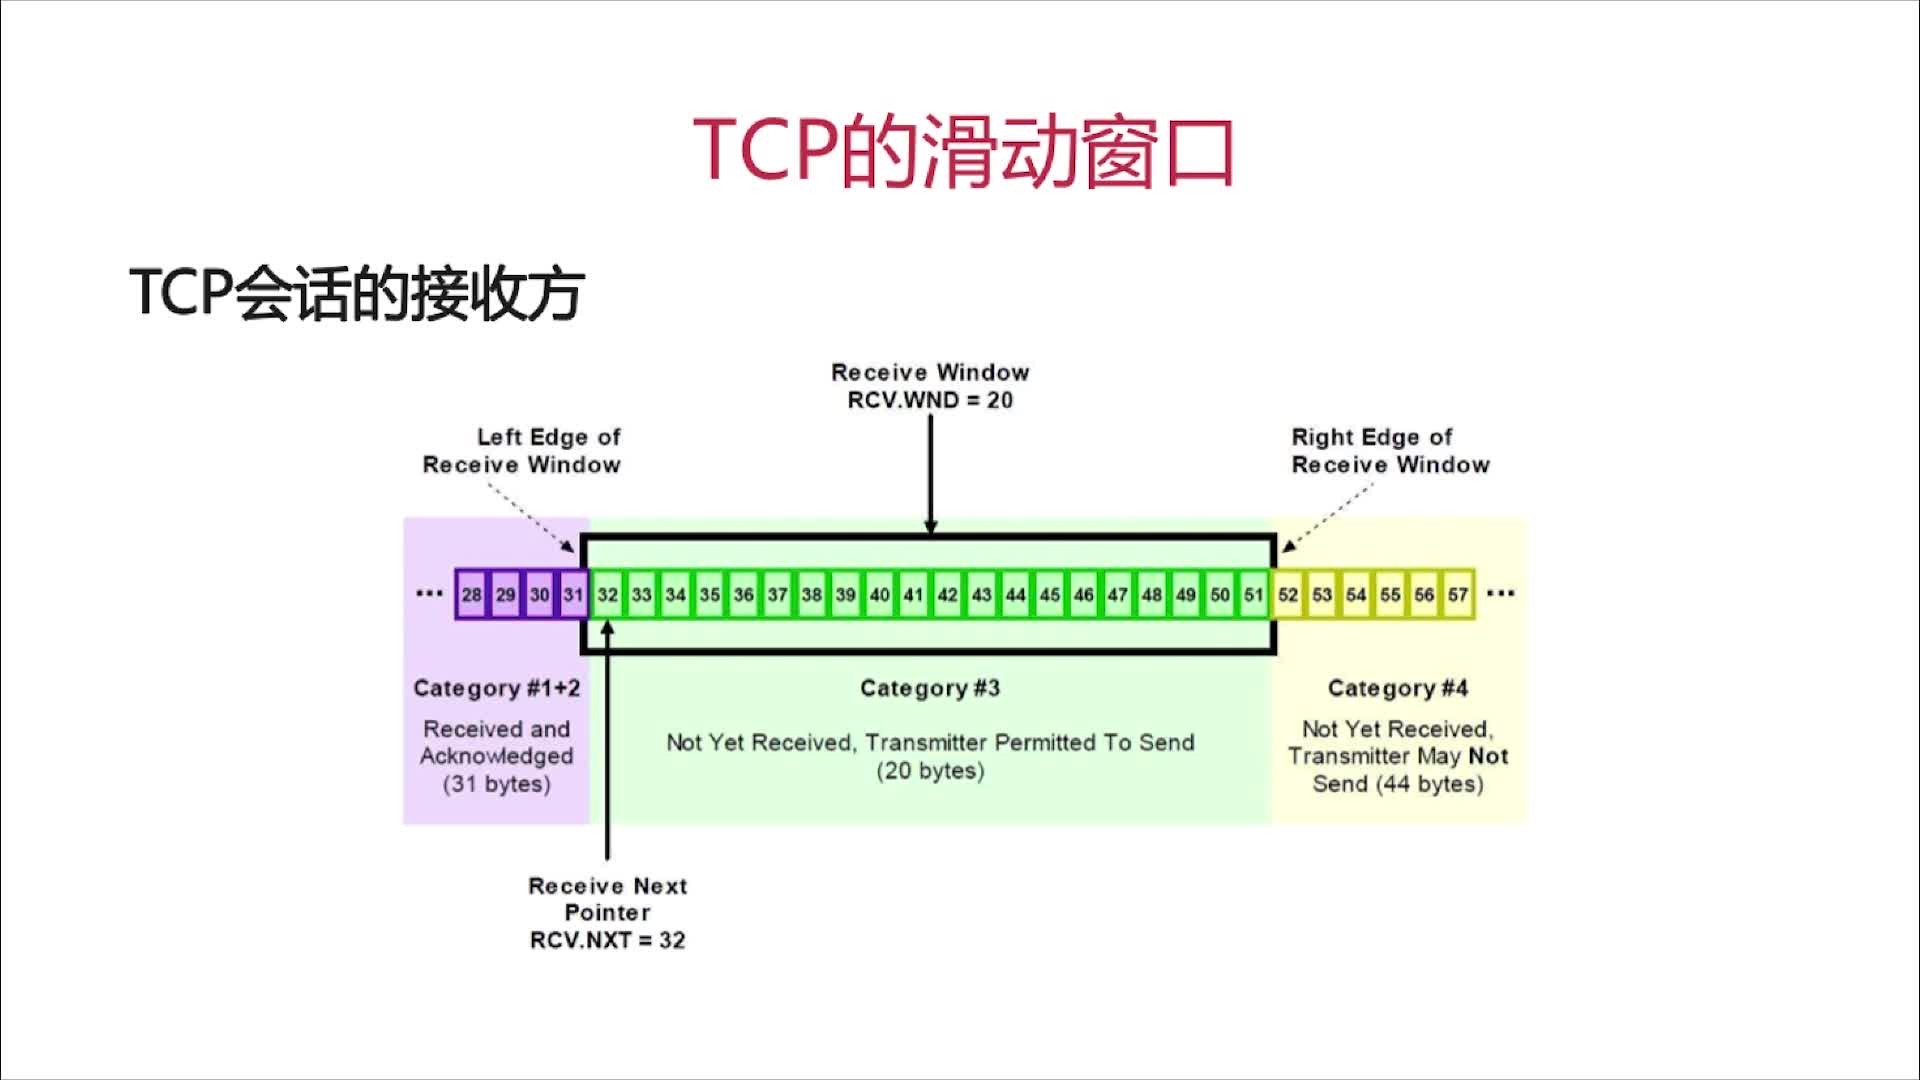 TCP的滑动窗口
TCP会话的接收方
Receive Window
RCV.WND = 20
Left Edge of
Receive Window
Right Edge of
Receive Window
... 28 29 30 31 32 33 34 35 36 37 38 39 40 41 42 43 44 45 46 47 48 49 50 51 52 53 54 55 56 57 ...
Category #1+2
Received and
Acknowledged
(31 bytes)
Category #3
Not Yet Received, Transmitter Permitted To Send
(20 bytes)
Category #4
Not Yet Received,
Transmitter May Not
Send (44 bytes)
Receive Next
Pointer
RCV.NXT = 32